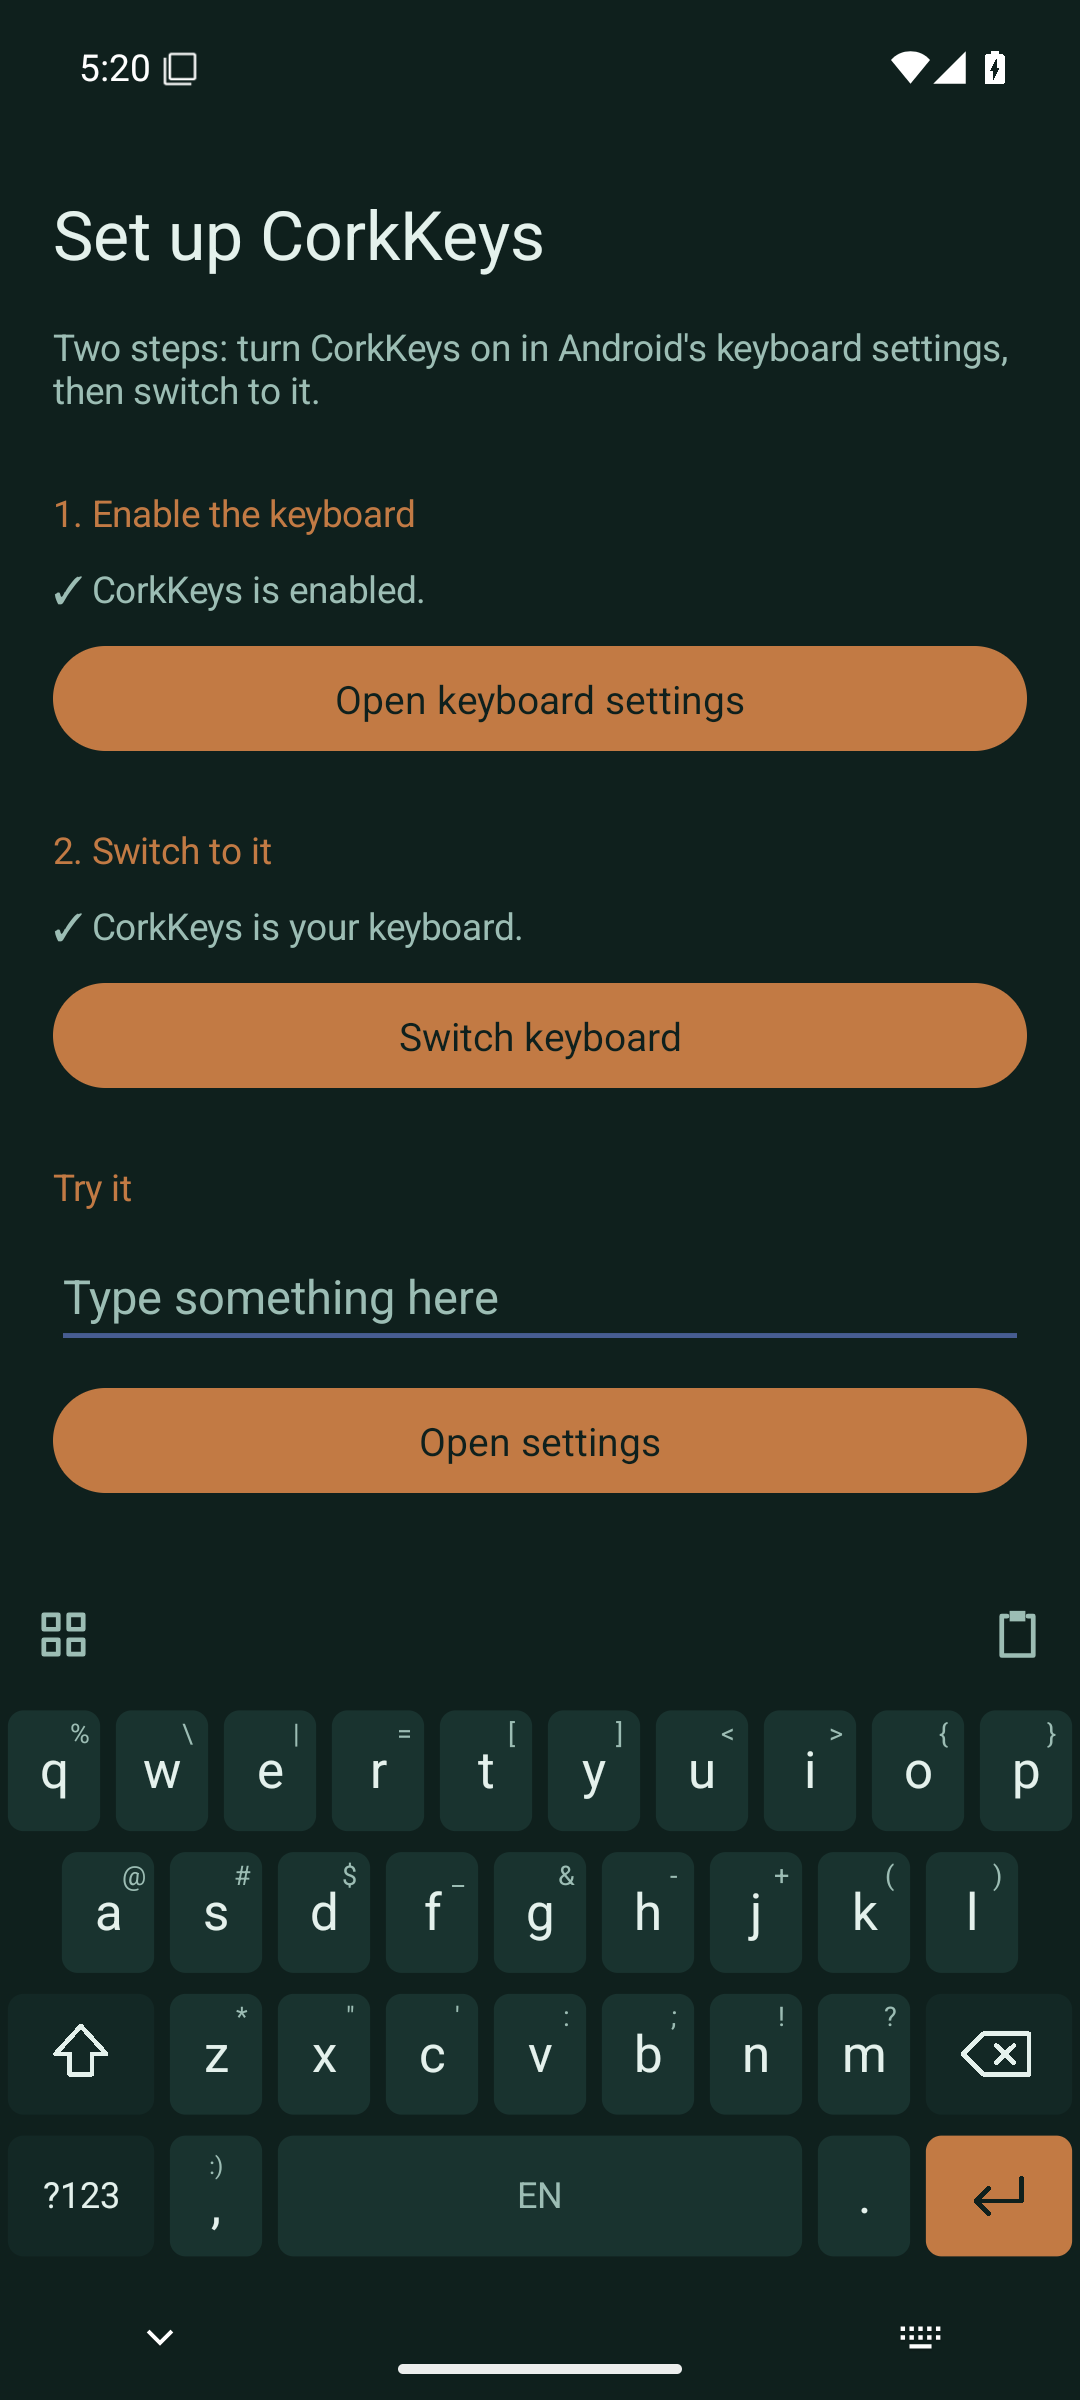 5:20
Set up CorkKeys
Two steps: turn CorkKeys on in Android's keyboard settings,
then switch to it.
1. Enable the keyboard
✓ CorkKeys is enabled.
Open keyboard settings
2. Switch to it
✓ CorkKeys is your keyboard.
Switch keyboard
Try it
Type something here
Open settings
% \ | = [ ] < > { }
q w e r t y u i o p
@ # $ _ & - + ( )
a s d f g h j k l
* " ' : ; ! ?
z x c v b n m
:)
?123 , EN .